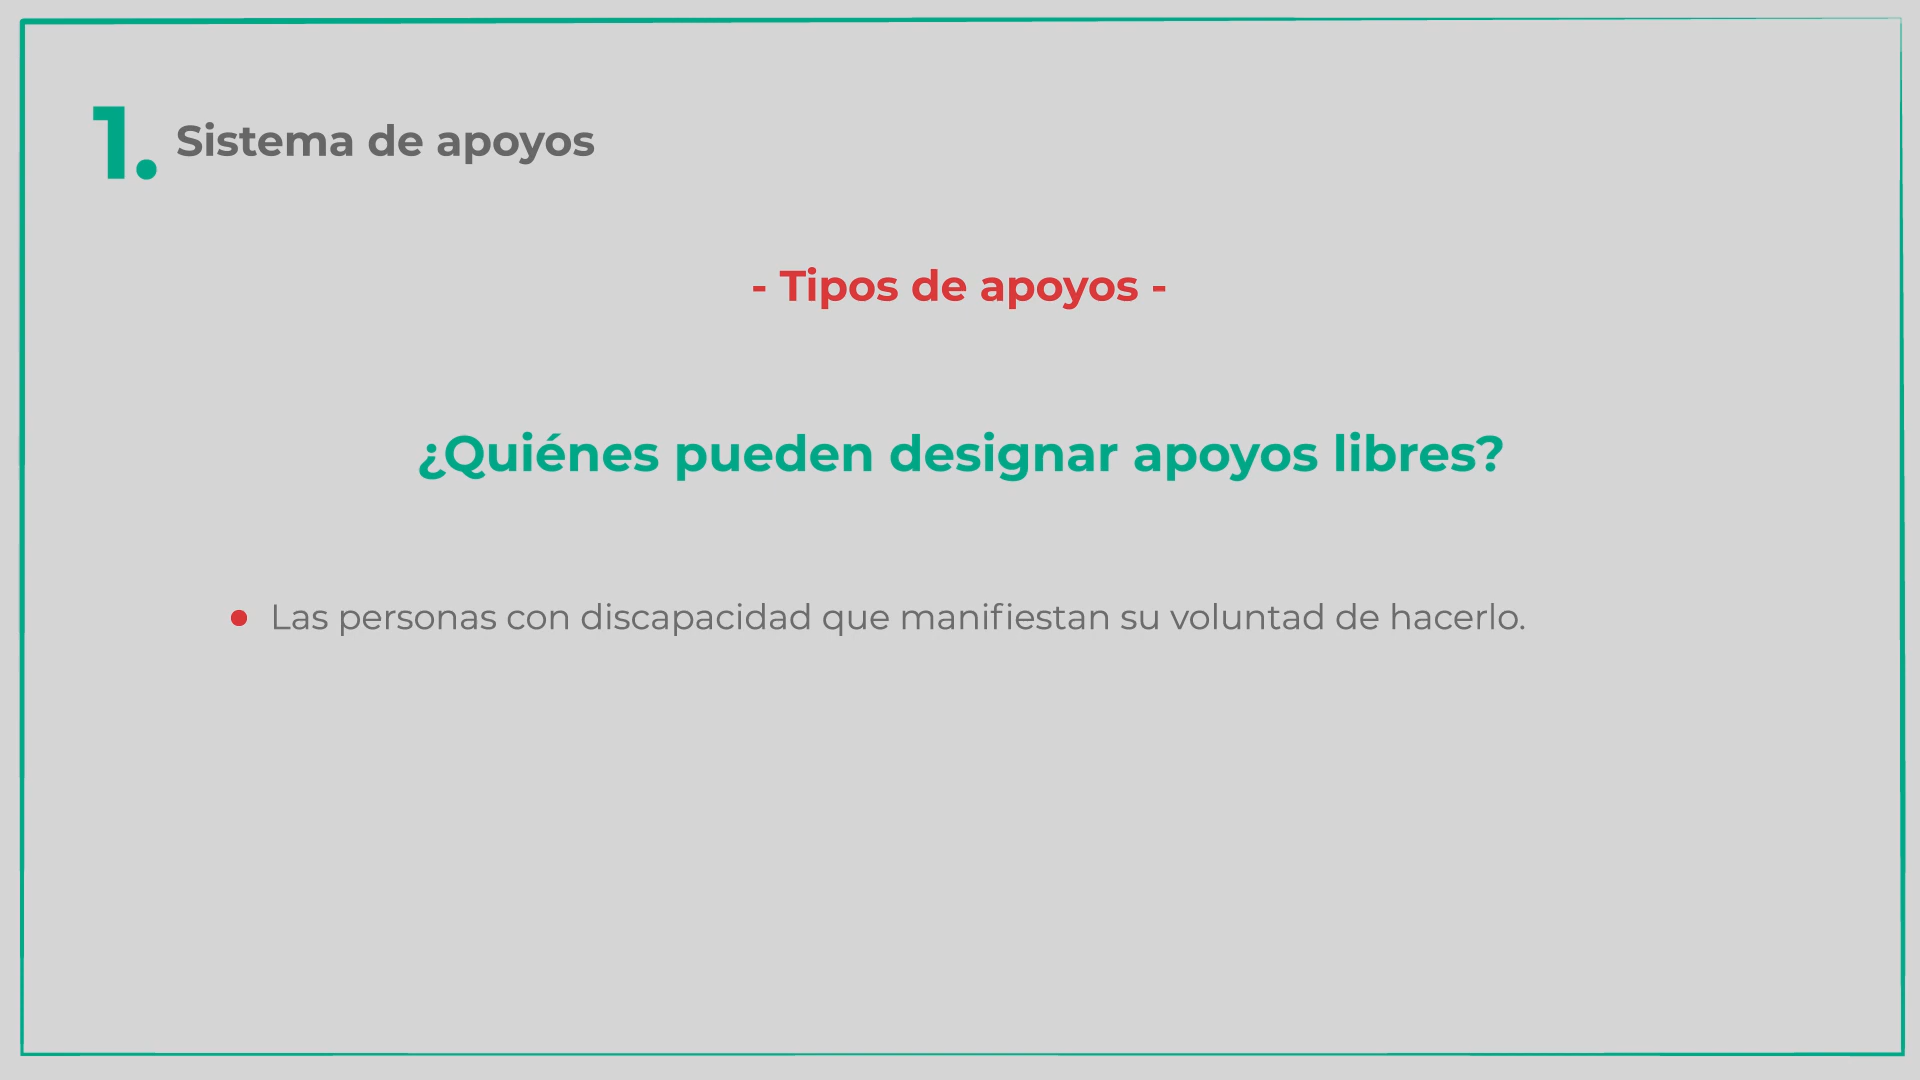 1. Sistema de apoyos
- Tipos de apoyos -
¿Quiénes pueden designar apoyos libres?
● Las personas con discapacidad que manifiestan su voluntad de hacerlo.